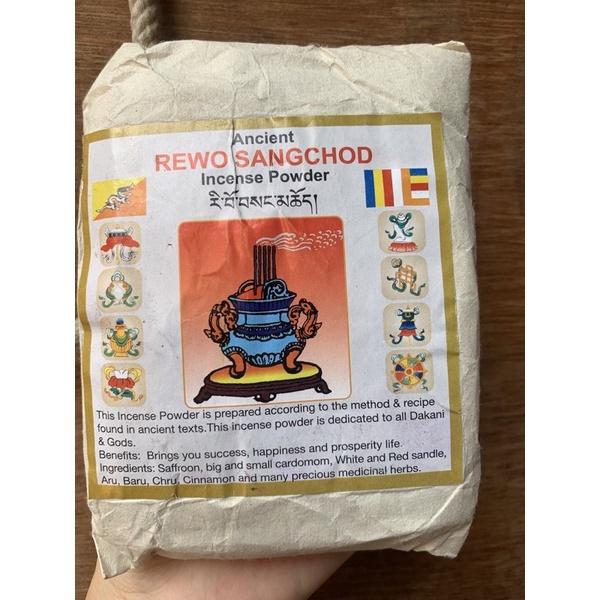 Ancient
REWO SANGCHOD
Incense Powder
རི་བོ་བསང་མཆོད།
This Incense Powder is prepared according to the method & recipe
found in ancient texts.This incense powder is dedicated to all Dakani
& Gods.
Benefits: Brings you success, happiness and prosperity life.
Ingredients: Saffroon, big and small cardomom, White and Red sandle,
Aru, Baru, Chru, Cinnamon and many precious medicinal herbs.